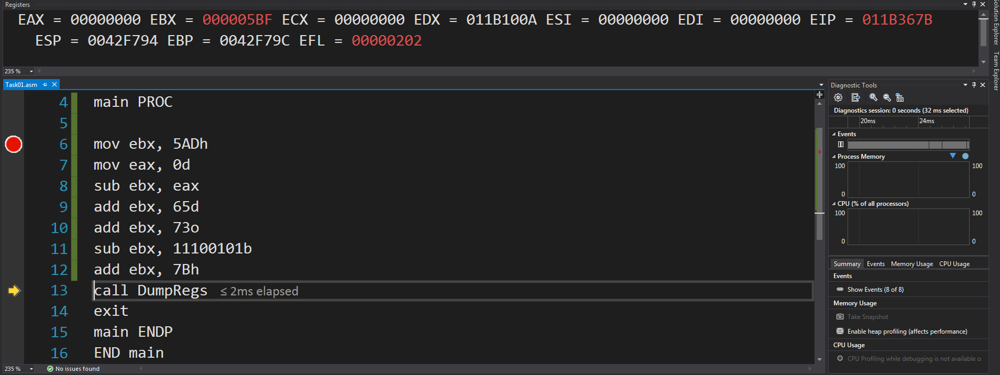 Registers
EAX = 00000000 EBX = 000005BF ECX = 00000000 EDX = 011B100A ESI = 00000000 EDI = 00000000 EIP = 011B367B
ESP = 0042F794 EBP = 0042F79C EFL = 00000202
235 %
Task01.asm
4 main PROC
5
6 mov ebx, 5ADh
7 mov eax, 0d
8 sub ebx, eax
9 add ebx, 65d
10 add ebx, 73o
11 sub ebx, 11100101b
12 add ebx, 7Bh
13 call DumpRegs ≤ 2ms elapsed
14 exit
15 main ENDP
16 END main
235 %
No issues found
Diagnostic Tools
Diagnostics session: 0 seconds (32 ms selected)
20ms 24ms
Events
Process Memory
100 100
0 0
CPU (% of all processors)
100 100
0 0
Summary Events Memory Usage CPU Usage
Events
Show Events (8 of 8)
Memory Usage
Take Snapshot
Enable heap profiling (affects performance)
CPU Usage
CPU Profiling while debugging is not available o
Solution Explorer
Team Explorer